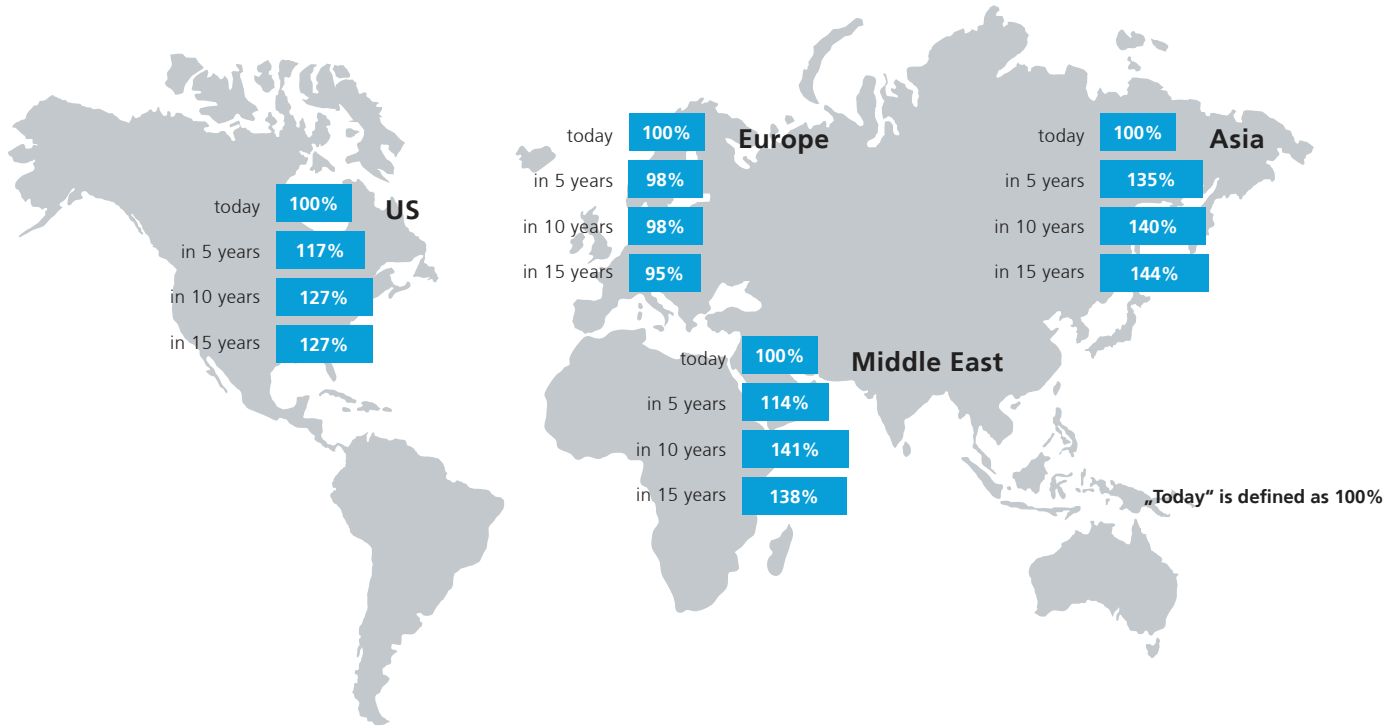 US
today 100%
in 5 years 117%
in 10 years 127%
in 15 years 127%
Europe
today 100%
in 5 years 98%
in 10 years 98%
in 15 years 95%
Asia
today 100%
in 5 years 135%
in 10 years 140%
in 15 years 144%
Middle East
today 100%
in 5 years 114%
in 10 years 141%
in 15 years 138%
„Today“ is defined as 100%